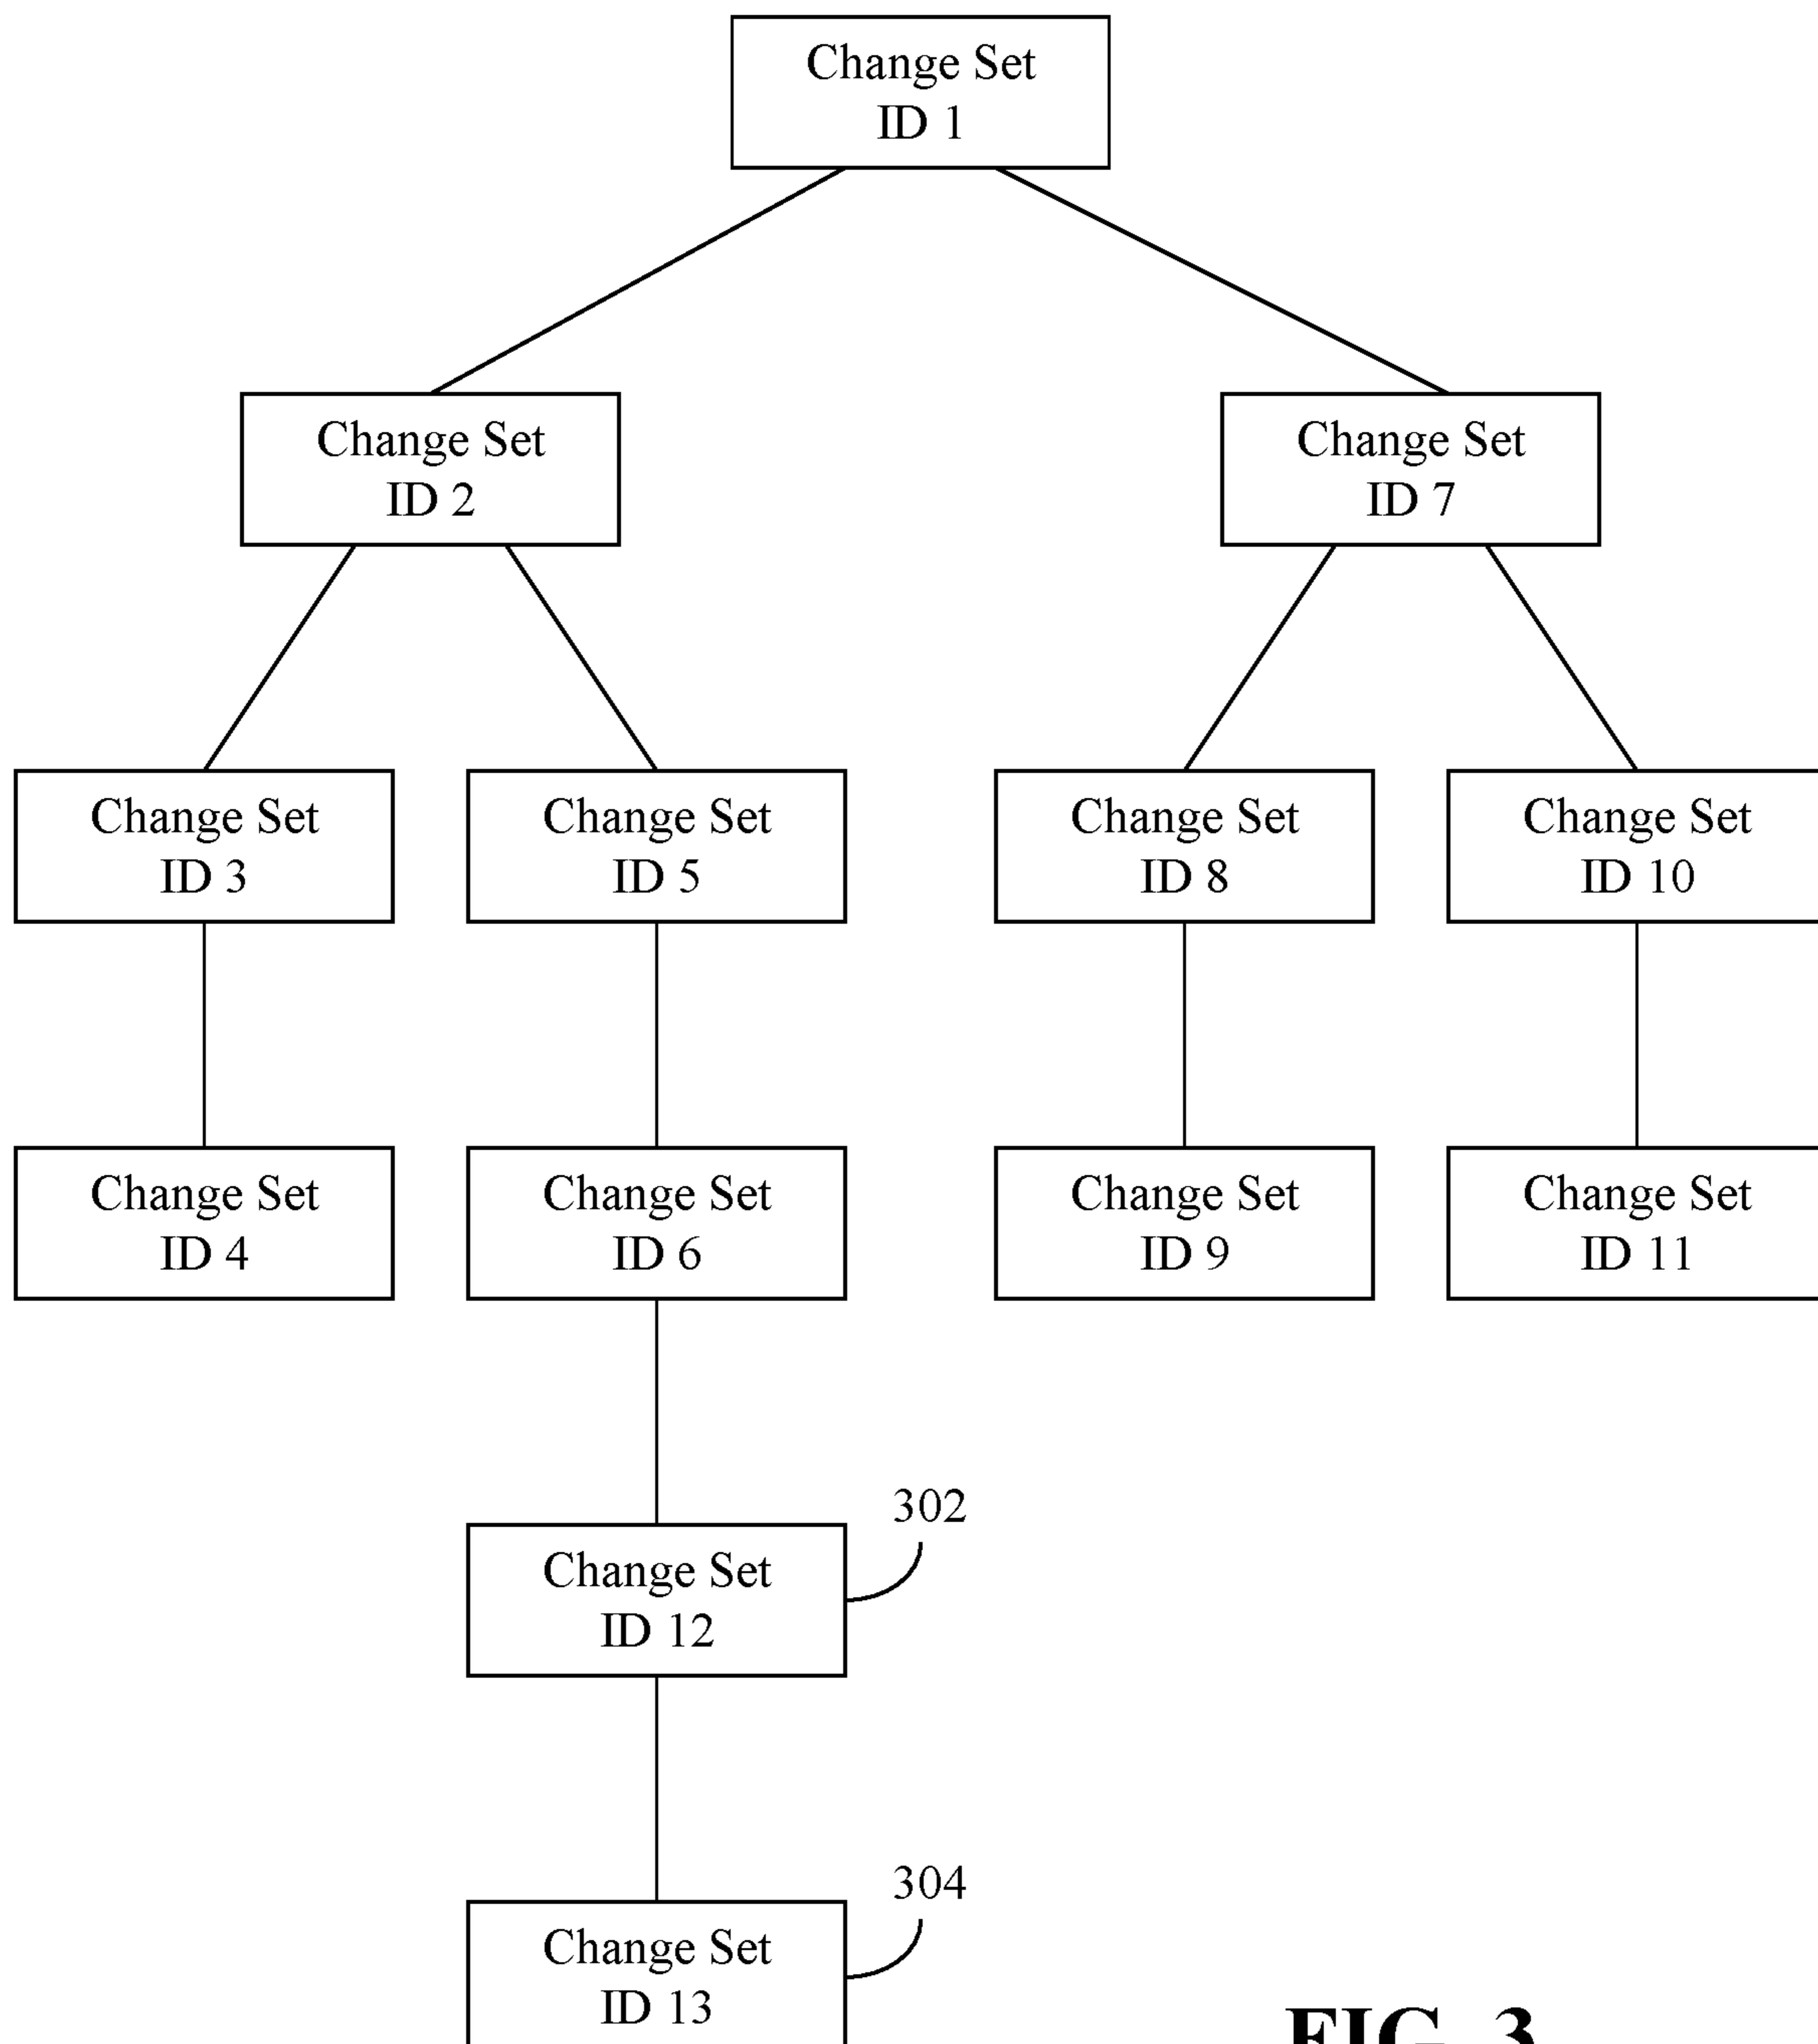 Change Set
ID 1
Change Set
ID 2
Change Set
ID 7
Change Set
ID 3
Change Set
ID 5
Change Set
ID 8
Change Set
ID 10
Change Set
ID 4
Change Set
ID 6
Change Set
ID 9
Change Set
ID 11
302
Change Set
ID 12
304
Change Set
ID 13
FIG. 3